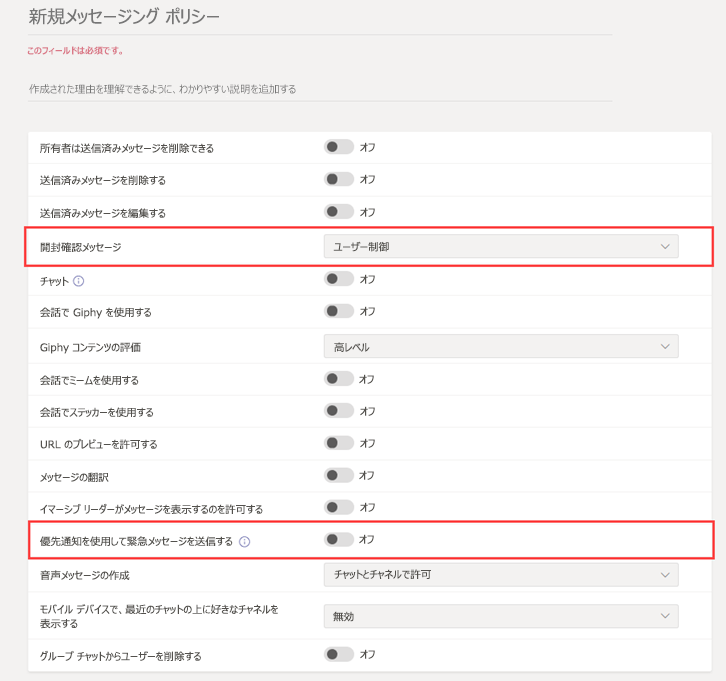 新規メッセージング ポリシー
このフィールドは必須です。
作成された理由を理解できるように、わかりやすい説明を追加する
所有者は送信済みメッセージを削除できる オフ
送信済みメッセージを削除する オフ
送信済みメッセージを編集する オフ
開封確認メッセージ ユーザー制御
チャット オフ
会話で Giphy を使用する オフ
Giphy コンテンツの評価 高レベル
会話でミームを使用する オフ
会話でステッカーを使用する オフ
URL のプレビューを許可する オフ
メッセージの翻訳 オフ
イマーシブ リーダーがメッセージを表示するのを許可する オフ
優先通知を使用して緊急メッセージを送信する オフ
音声メッセージの作成 チャットとチャネルで許可
モバイル デバイスで、最近のチャットの上に好きなチャネルを
表示する 無効
グループ チャットからユーザーを削除する オフ